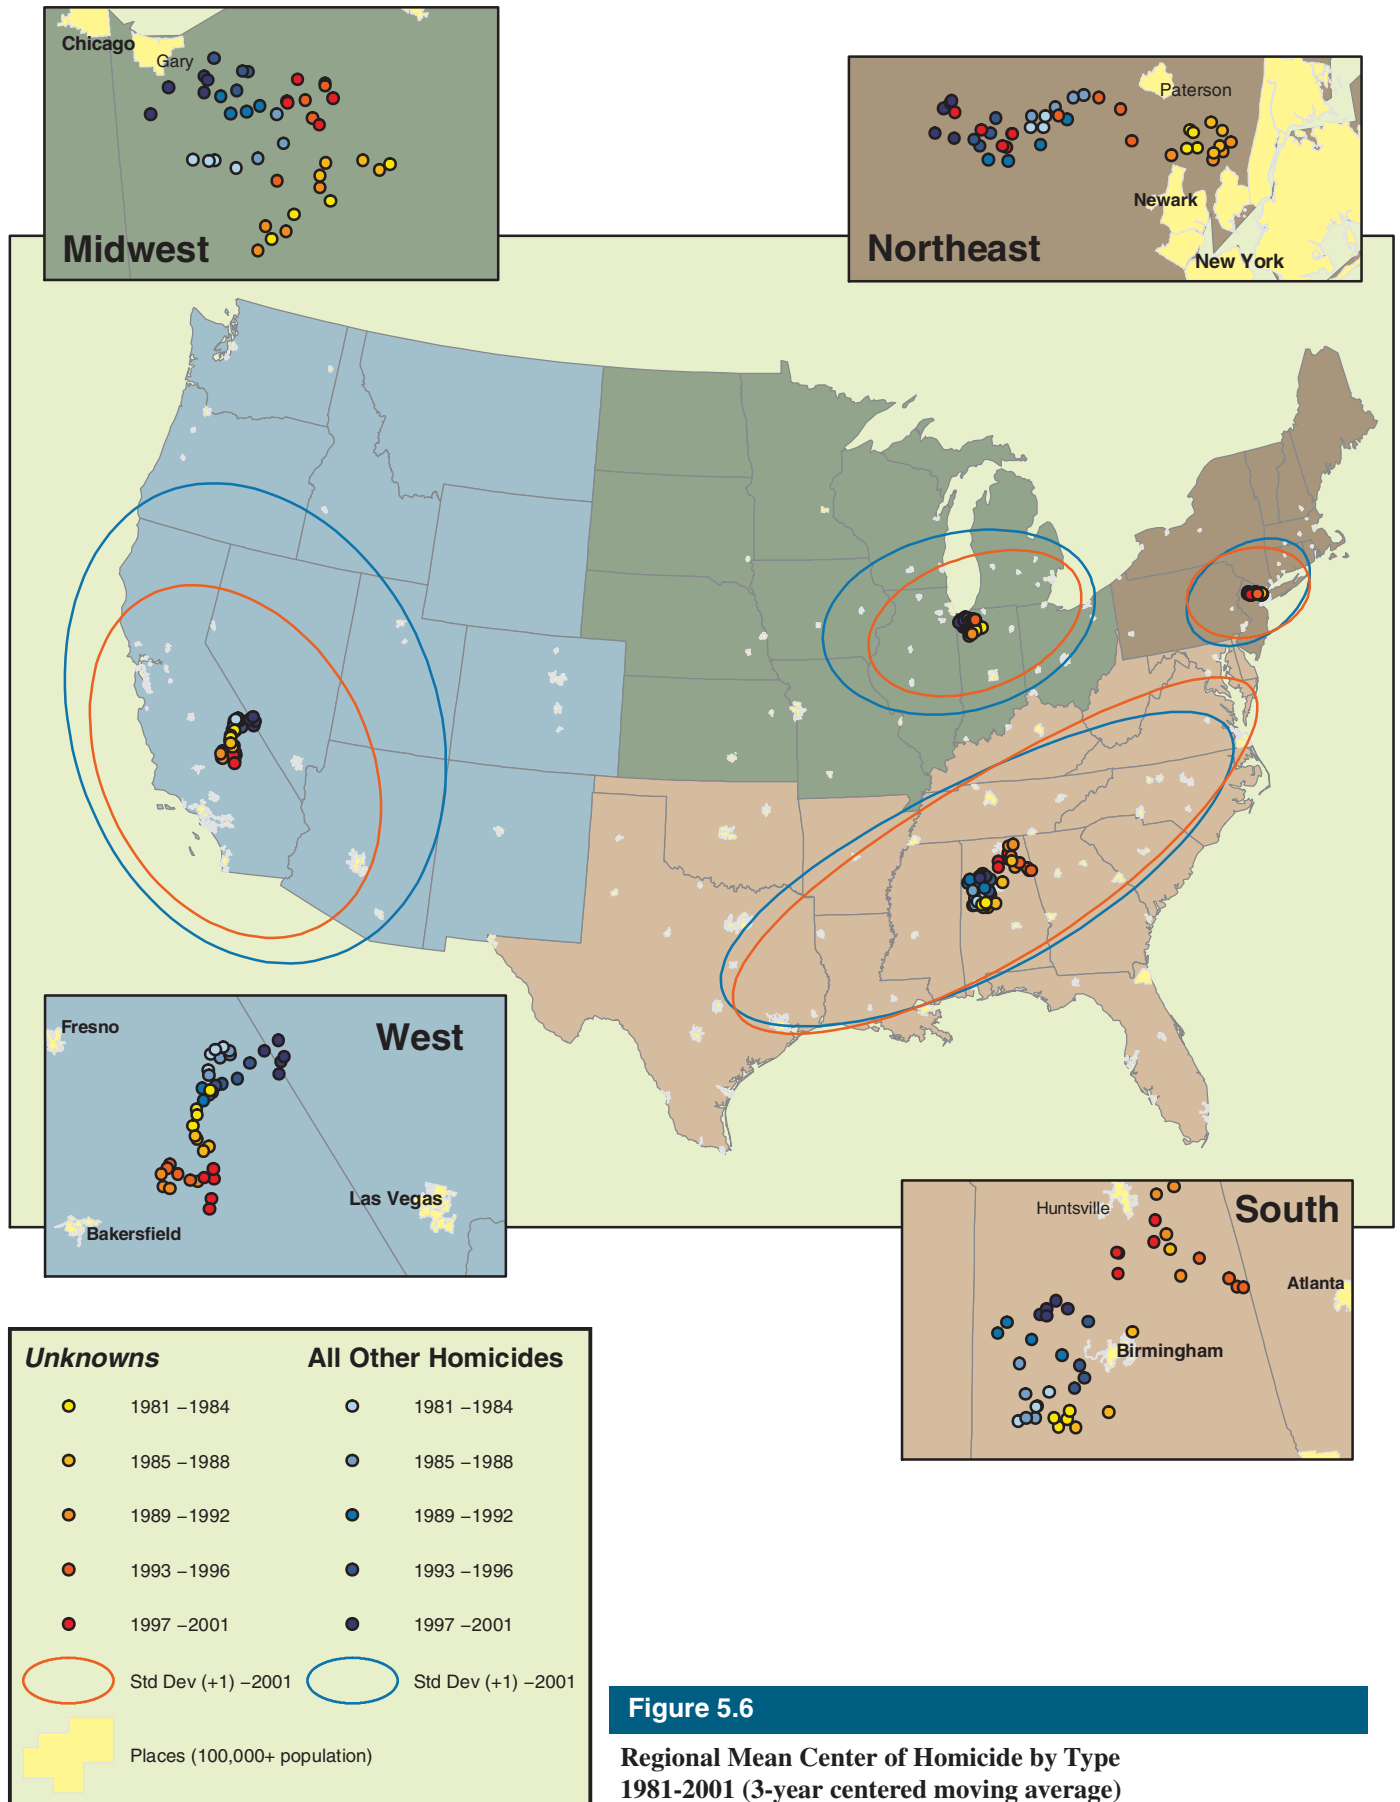 Chicago
Gary
Midwest
Paterson
Newark
New York
Northeast
Fresno
West
Las Vegas
Bakersfield
Huntsville
South
Atlanta
Birmingham
Unknowns All Other Homicides
1981 –1984 1981 –1984
1985 –1988 1985 –1988
1989 –1992 1989 –1992
1993 –1996 1993 –1996
1997 –2001 1997 –2001
Std Dev (+1) –2001 Std Dev (+1) –2001
Places (100,000+ population)
Figure 5.6
Regional Mean Center of Homicide by Type
1981-2001 (3-year centered moving average)